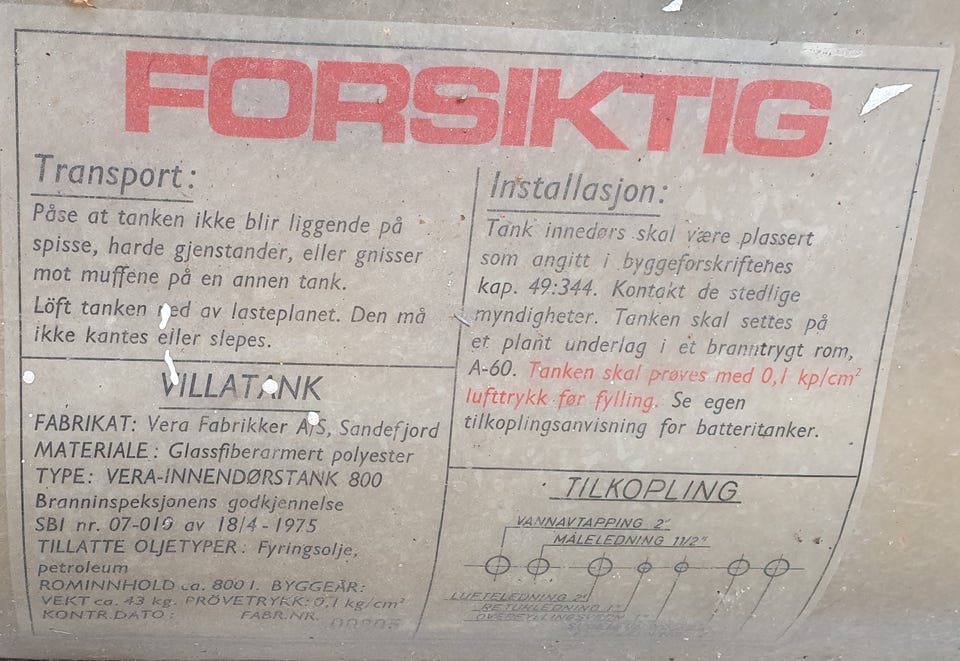 FORSIKTIG
Transport:
Påse at tanken ikke blir liggende på
spisse, harde gjenstander, eller gnisser
mot muffene på en annen tank.
Löft tanken ned av lasteplanet. Den må
ikke kantes eller slepes.
VILLATANK
FABRIKAT: Vera Fabrikker A/S, Sandefjord
MATERIALE: Glassfiberarmert polyester
TYPE: VERA-INNENDØRSTANK 800
Branninspeksjonens godkjennelse
SBI nr. 07-019 av 18/4-1975
TILLATTE OLJETYPER: Fyringsolje,
petroleum
ROMINNHOLD ca. 800 l. BYGGEÅR:
VEKT ca. 43 kg. PRÖVETRYKK: 0,1 kg/cm²
KONTR.DATO: FABR.NR.
Installasjon:
Tank innedørs skal være plassert
som angitt i byggeforskriftehes
kap. 49:344. Kontakt de stedlige
myndigheter. Tanken skal settes på
et plant underlag i et branntrygt rom,
A-60. Tanken skal prøves med 0,1 kp/cm²
lufttrykk før fylling. Se egen
tilkoplingsanvisning for batteritanker.
TILKOPLING
VANNAVTAPPING 2"
MÅLELEDNING 11/2"
LUFTELEDNING 2"
RETURLEDNING 1"
OVERFYLLINGSVERN 1"